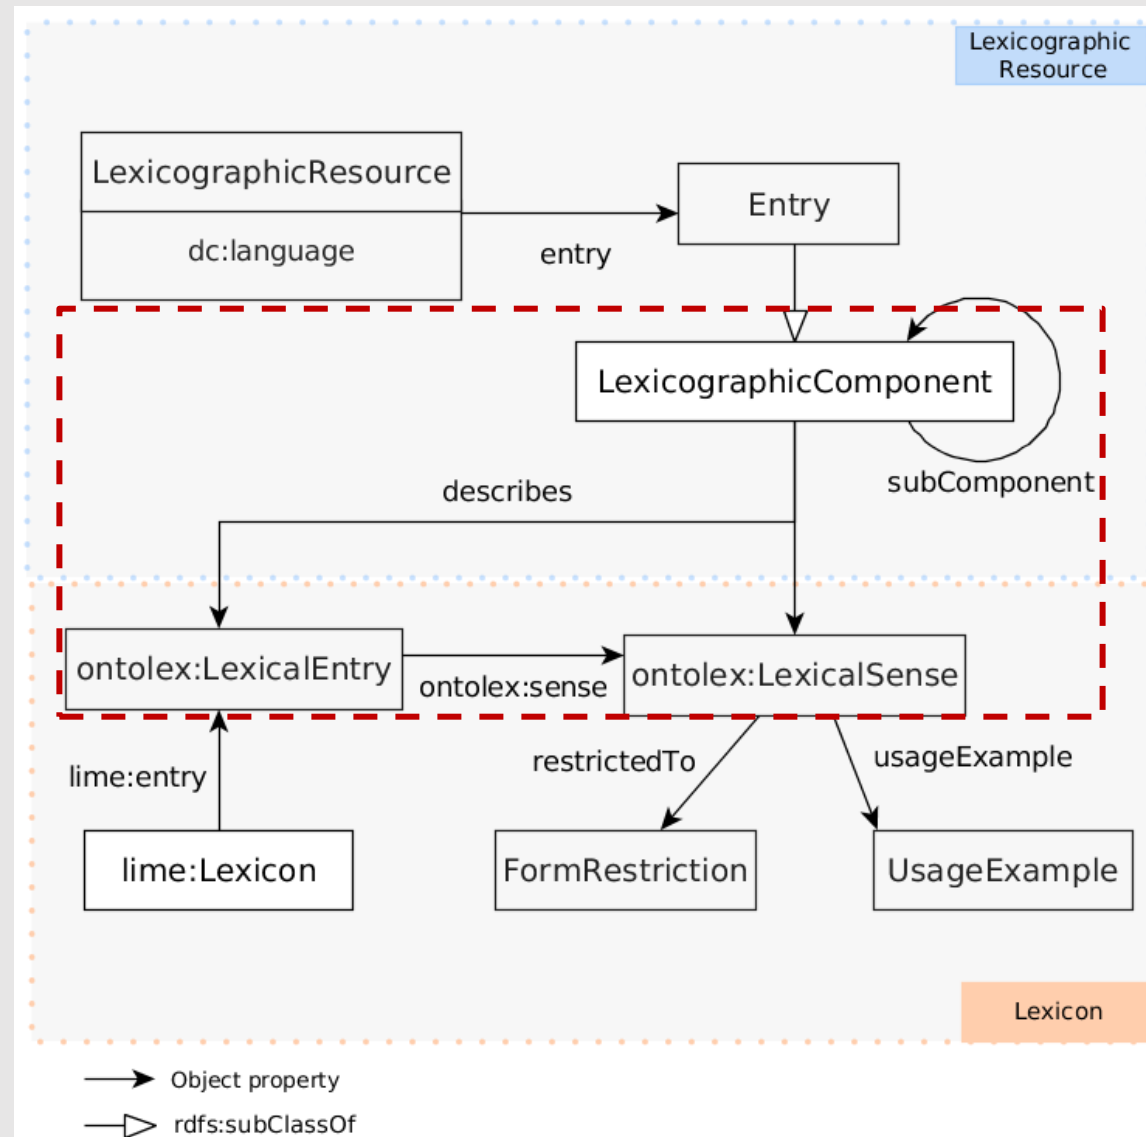 Lexicographic
Resource
LexicographicResource
dc:language
entry
Entry
LexicographicComponent
subComponent
describes
ontolex:LexicalEntry
ontolex:sense
ontolex:LexicalSense
lime:entry
restrictedTo
usageExample
lime:Lexicon
FormRestriction
UsageExample
Lexicon
Object property
rdfs:subClassOf